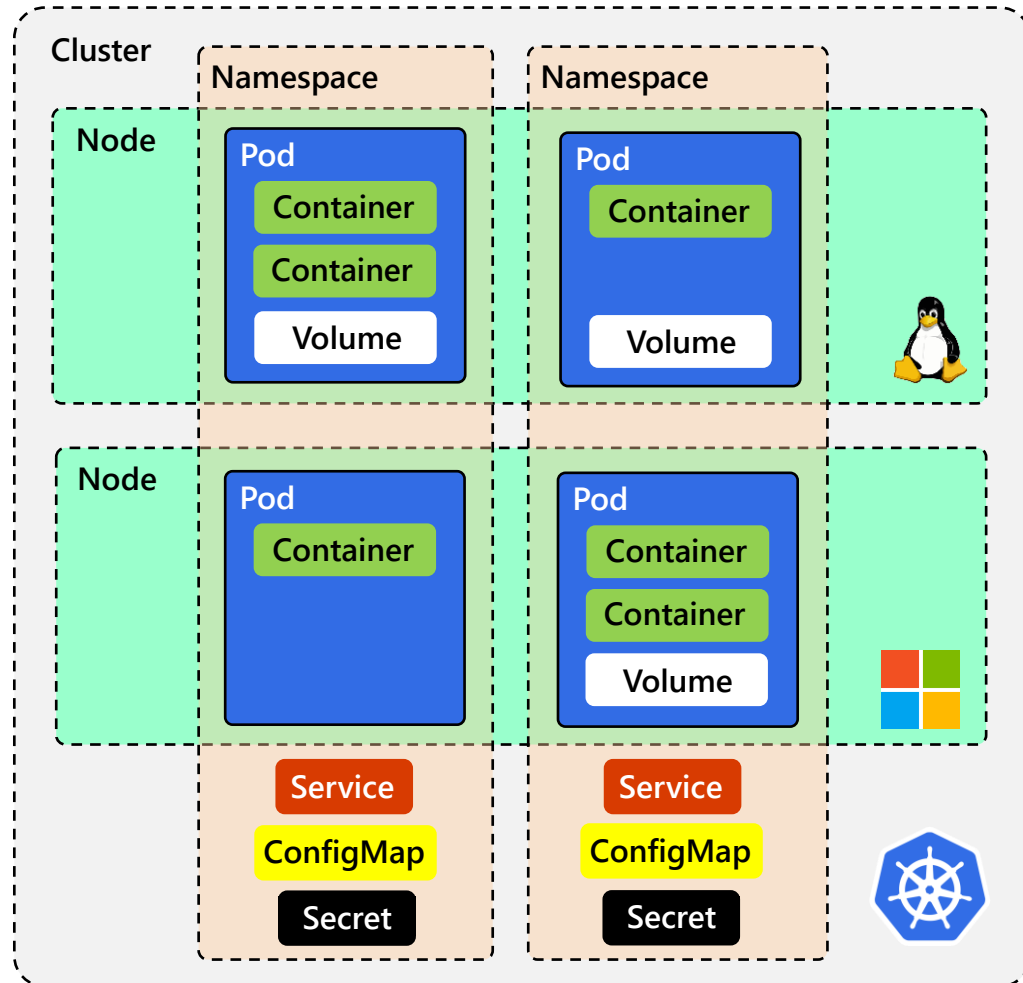 Cluster
Namespace
Namespace
Node
Pod
Container
Container
Volume
Pod
Container
Volume
Node
Pod
Container
Pod
Container
Container
Volume
Service
ConfigMap
Secret
Service
ConfigMap
Secret